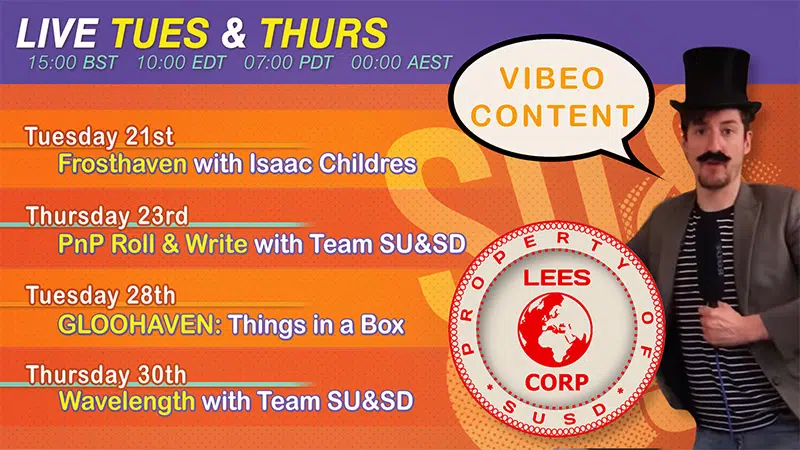 LIVE TUES & THURS
15:00 BST 10:00 EDT 07:00 PDT 00:00 AEST
VIBEO
CONTENT
Tuesday 21st
Frosthaven with Isaac Childres
Thursday 23rd
PnP Roll & Write with Team SU&SD
Tuesday 28th
GLOOHAVEN: Things in a Box
Thursday 30th
Wavelength with Team SU&SD
SU&
PROPERTY OF
LEES
CORP
SUSD